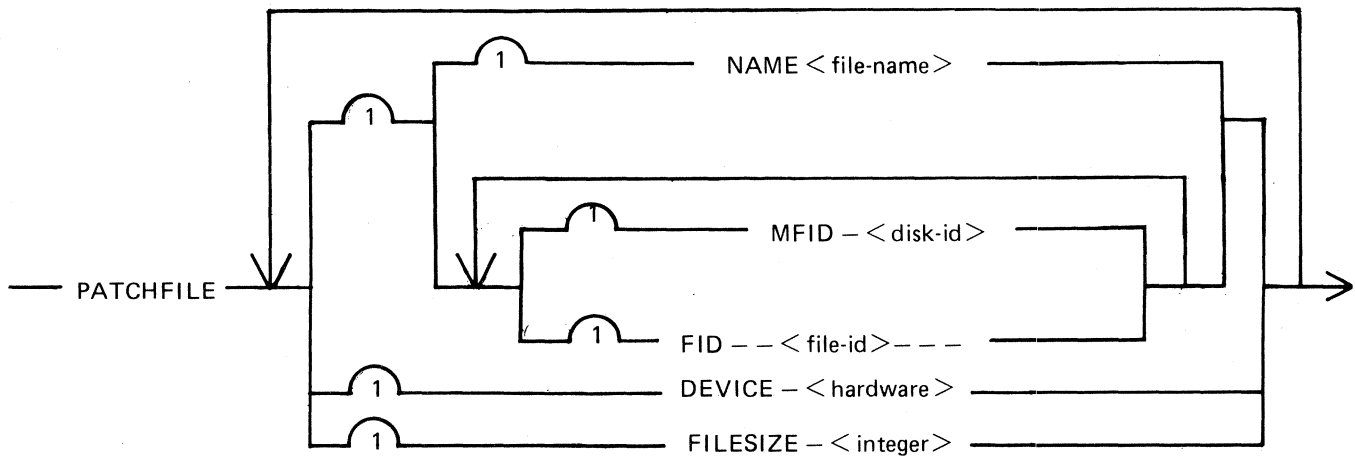 1
NAME <file-name>
1
1
MFID – <disk-id>
PATCHFILE
1
FID – – <file-id> – – –
1
DEVICE – <hardware>
1
FILESIZE – <integer>